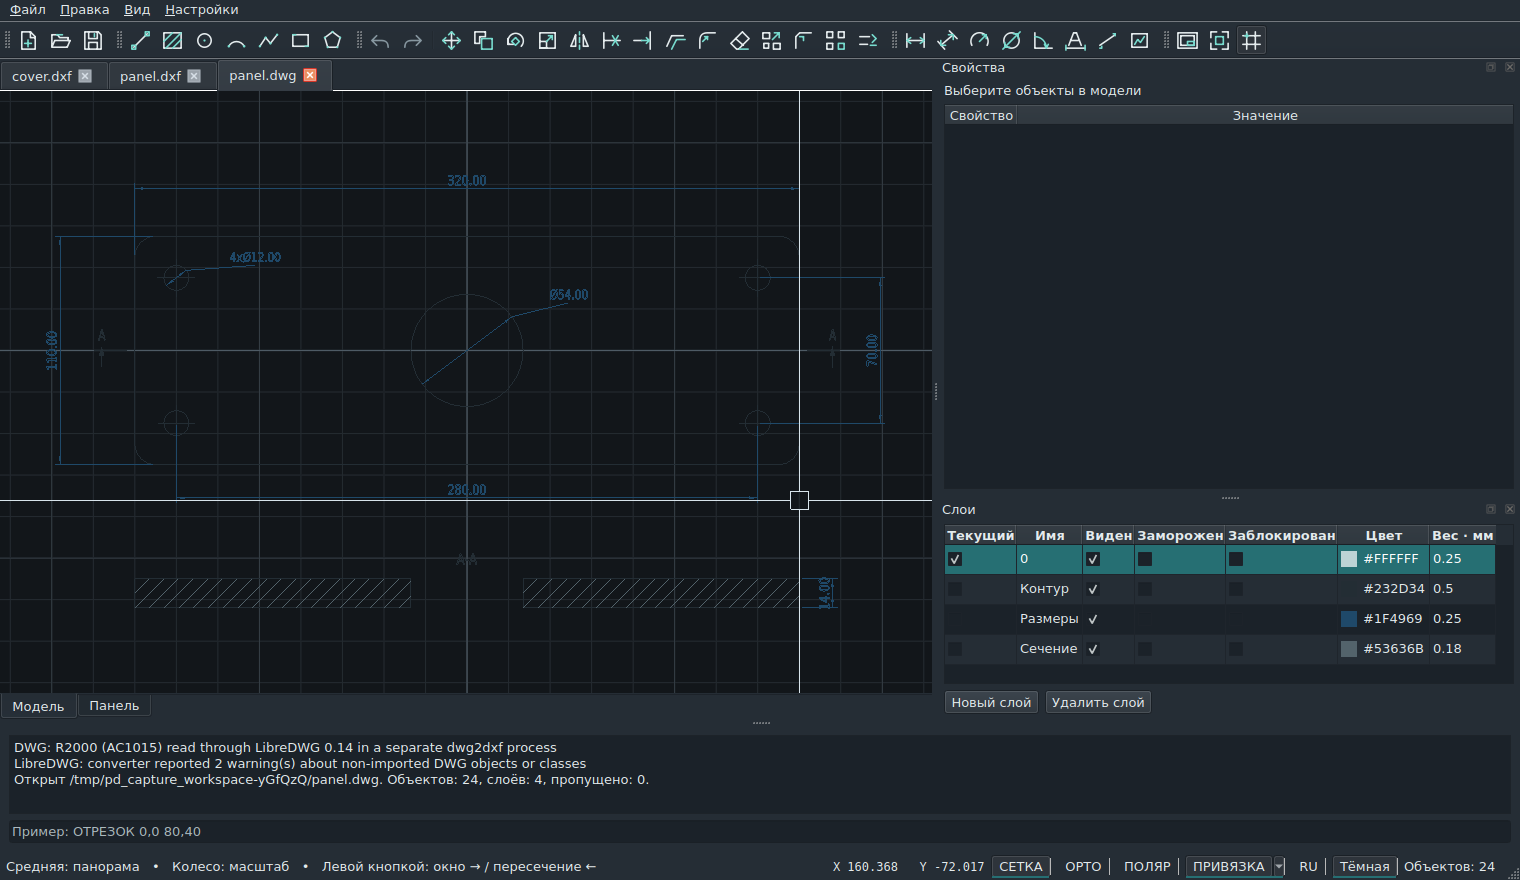 Файл Правка Вид Настройки
cover.dxf panel.dxf panel.dwg
Свойства
Выберите объекты в модели
Свойство Значение
320.00
4xØ12.00
Ø54.00
110.00
A
A
70.00
280.00
A-A
14.00
Слои
Текущий Имя Виден Заморожен Заблокирован Цвет Вес · мм
0 #FFFFFF 0.25
Контур #232D34 0.5
Размеры #1F4969 0.25
Сечение #53636B 0.18
Новый слой Удалить слой
Модель Панель
DWG: R2000 (AC1015) read through LibreDWG 0.14 in a separate dwg2dxf process
LibreDWG: converter reported 2 warning(s) about non-imported DWG objects or classes
Открыт /tmp/pd_capture_workspace-yGfQzQ/panel.dwg. Объектов: 24, слоёв: 4, пропущено: 0.
Пример: ОТРЕЗОК 0,0 80,40
Средняя: панорама • Колесо: масштаб • Левой кнопкой: окно → / пересечение ← X 160.368 Y -72.017 СЕТКА ОРТО ПОЛЯР ПРИВЯЗКА RU Тёмная Объектов: 24